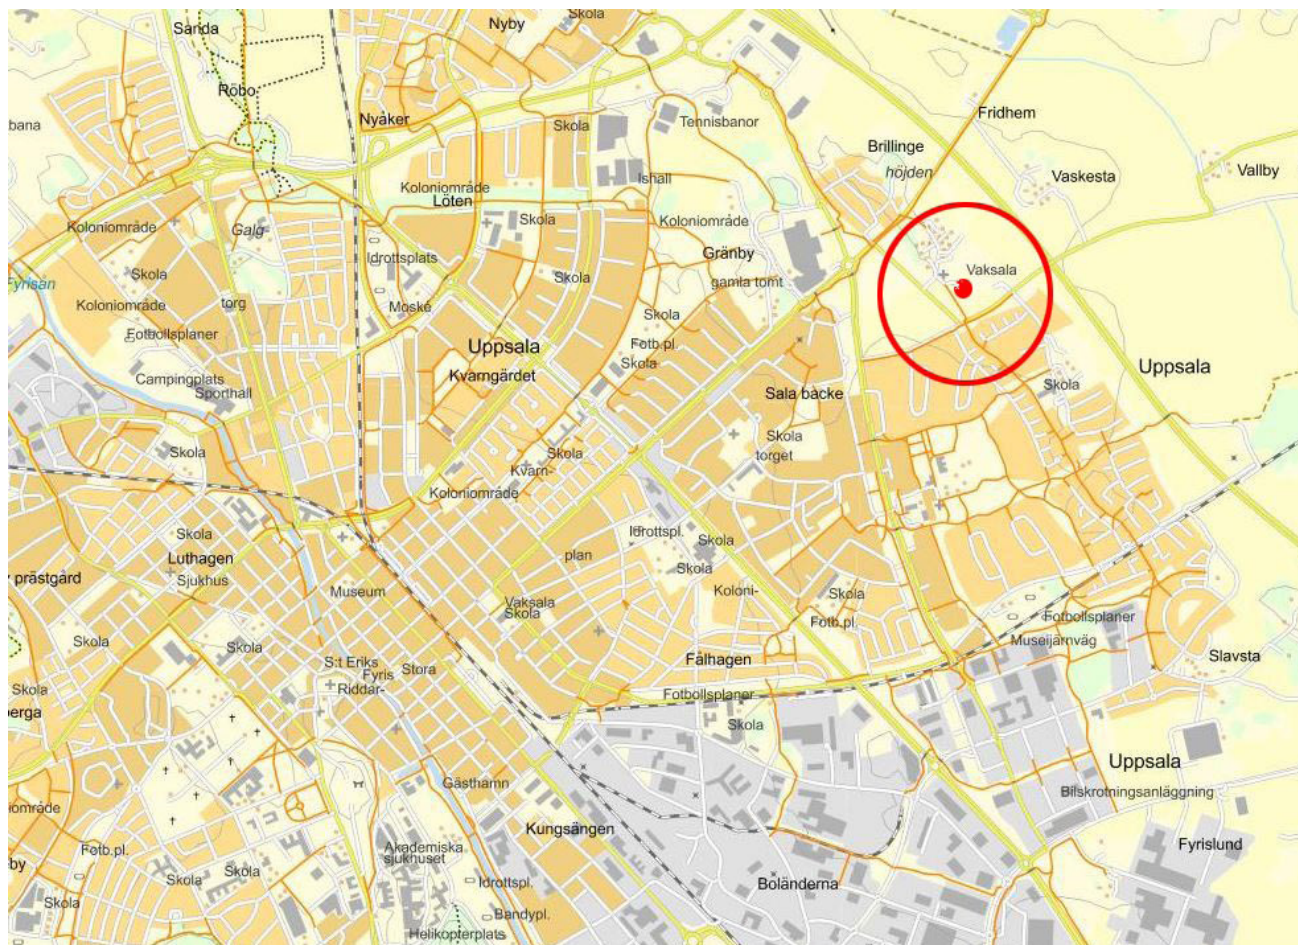 Skola
Sanda
Nyby
Röbo
bana
Nyåker
Skola
Tennisbanor
Fridhem
Brillinge
höjden
Vallby
Vaskesta
Ishall
Koloniområde
Löten
Koloniområde
Galg
Skola
Koloniområde
Idrottsplats
Gränby
gamla tomt
Skola
Skola
Vaksala
Fyrisån
Koloniområde
torg
Moské
Skola
Fotbollsplaner
Uppsala
Fotb.pl.
Skola
Kvarngärdet
Campingplats
Sporthall
Uppsala
Skola
Sala backe
Skola
torget
Skola
Skola
Kvarn-
Koloniområde
Skola
Idrottspl.
Skola
Luthagen
plan
Skola
y prästgård
Sjukhus
Museum
Koloni-
Skola
Vaksala
Skola
Fotb.pl.
Fotbollsplaner
Museijärnväg
Skola
Skola
S:t Eriks
Stora
Fyris
Riddar-
Fålhagen
Slavsta
Skola
Fotbollsplaner
berga
Skola
Uppsala
Gästhamn
Bilskrotningsanläggning
område
Kungsängen
Fyrislund
Fotb.pl.
Akademiska
sjukhuset
by
Skola
Skola
Idrottspl.
Boländerna
Skola
Bandypl.
Helikopterplats